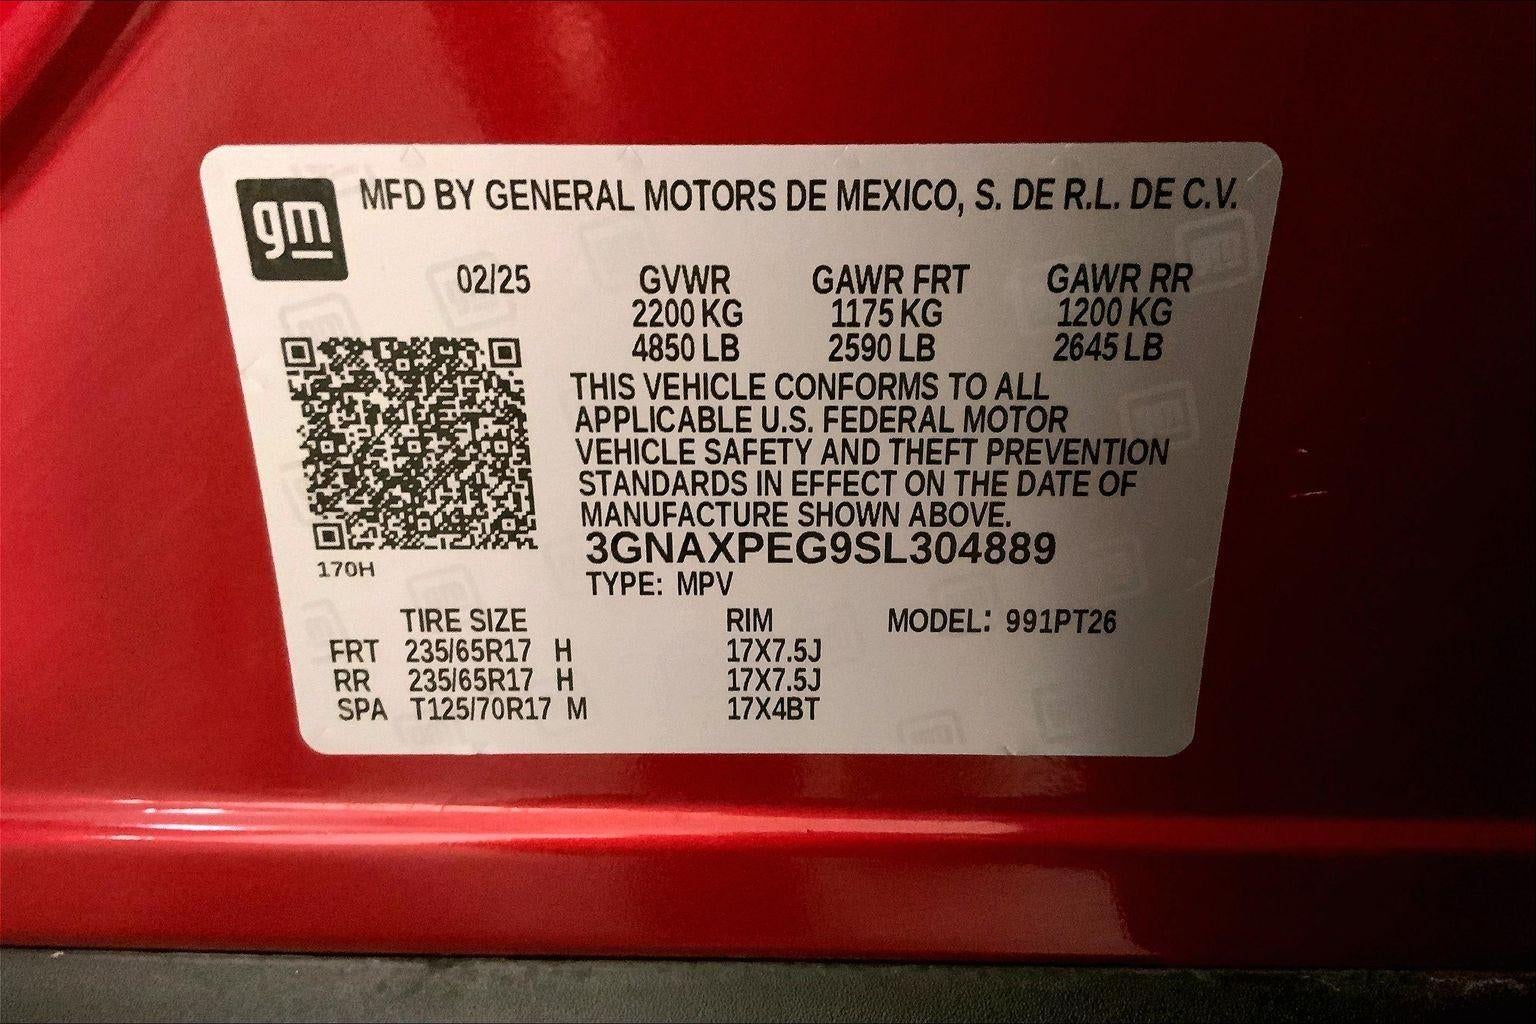 gm
MFD BY GENERAL MOTORS DE MEXICO, S. DE R.L. DE C.V.
02/25 GVWR GAWR FRT GAWR RR
2200 KG 1175 KG 1200 KG
4850 LB 2590 LB 2645 LB
THIS VEHICLE CONFORMS TO ALL
APPLICABLE U.S. FEDERAL MOTOR
VEHICLE SAFETY AND THEFT PREVENTION
STANDARDS IN EFFECT ON THE DATE OF
MANUFACTURE SHOWN ABOVE.
3GNAXPEG9SL304889
170H
TYPE: MPV
TIRE SIZE RIM MODEL: 991PT26
FRT 235/65R17 H 17X7.5J
RR 235/65R17 H 17X7.5J
SPA T125/70R17 M 17X4BT